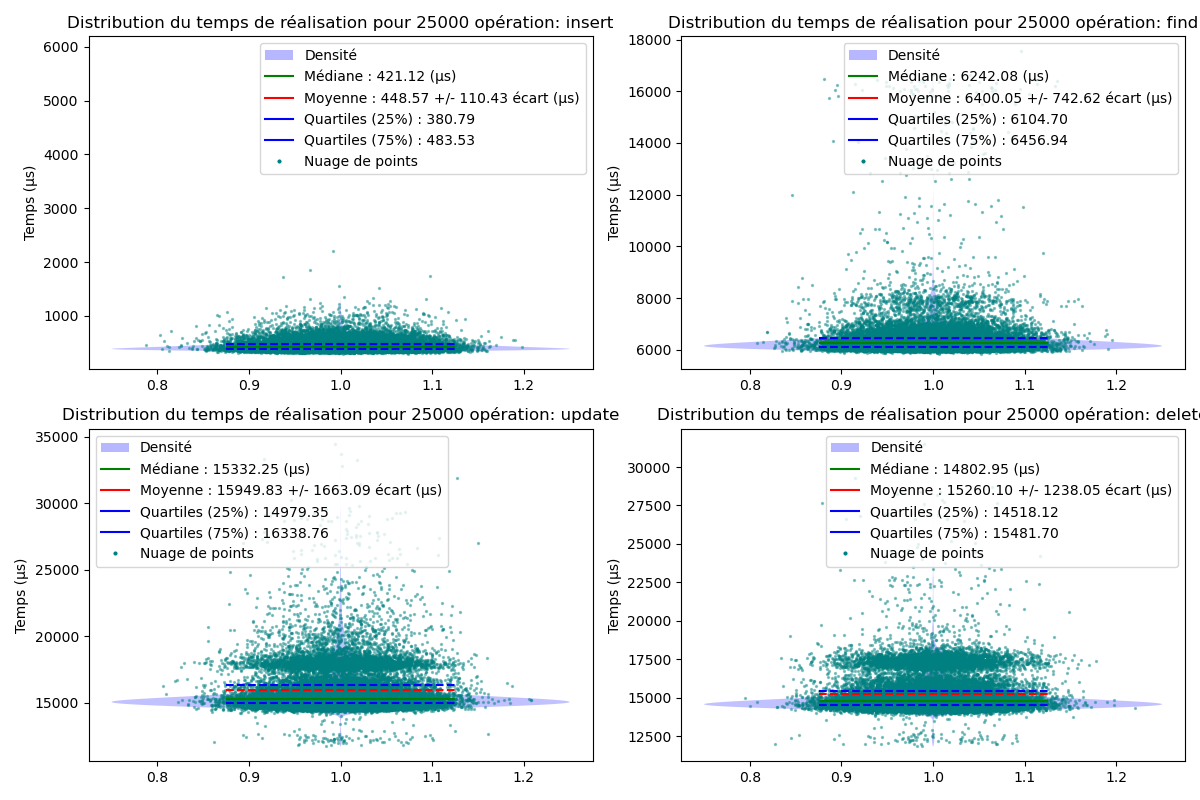 Distribution du temps de réalisation pour 25000 opération: insert
6000
5000
4000
3000
2000
1000
Temps (µs)
Densité
Médiane : 421.12 (µs)
Moyenne : 448.57 +/- 110.43 écart (µs)
Quartiles (25%) : 380.79
Quartiles (75%) : 483.53
Nuage de points
0.8 0.9 1.0 1.1 1.2
Distribution du temps de réalisation pour 25000 opération: find
18000
16000
14000
12000
10000
8000
6000
Temps (µs)
Densité
Médiane : 6242.08 (µs)
Moyenne : 6400.05 +/- 742.62 écart (µs)
Quartiles (25%) : 6104.70
Quartiles (75%) : 6456.94
Nuage de points
0.8 0.9 1.0 1.1 1.2
Distribution du temps de réalisation pour 25000 opération: update
35000
30000
25000
20000
15000
Temps (µs)
Densité
Médiane : 15332.25 (µs)
Moyenne : 15949.83 +/- 1663.09 écart (µs)
Quartiles (25%) : 14979.35
Quartiles (75%) : 16338.76
Nuage de points
0.8 0.9 1.0 1.1 1.2
Distribution du temps de réalisation pour 25000 opération: delete
30000
27500
25000
22500
20000
17500
15000
12500
Temps (µs)
Densité
Médiane : 14802.95 (µs)
Moyenne : 15260.10 +/- 1238.05 écart (µs)
Quartiles (25%) : 14518.12
Quartiles (75%) : 15481.70
Nuage de points
0.8 0.9 1.0 1.1 1.2